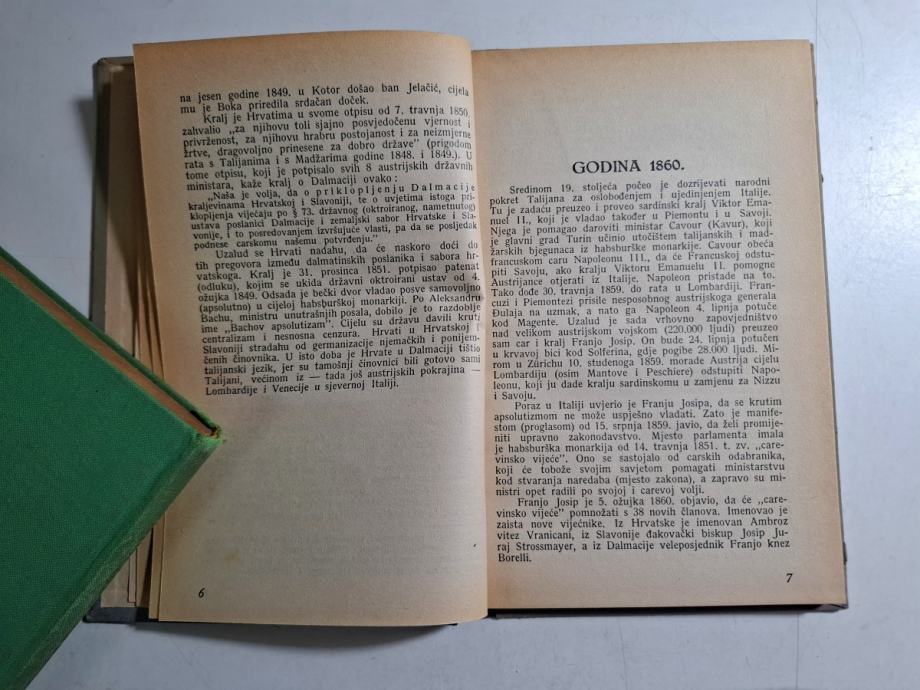 na jesen godine 1849. u Kotor došao ban Jelačić, cijela
mu je Boka priredila srdačan doček.
Kralj je Hrvatima u svome otpisu od 7. travnja 1850.
zahvalio „za njihovu toli sjajno posvjedočenu vjernost i
privrženost, za njihovu hrabru postojanost i za neizmjerne
žrtve, dragovoljno prinesene za dobro države" (prigodom
rata s Talijanima i s Madžarima godine 1848. i 1849.). U
tome otpisu, koji je potpisalo svih 8 austrijskih državnih
ministara, kaže kralj o Dalmaciji ovako:
„Naša je volja, da o priklopljenju Dalmacije
kraljevinama Hrvatskoj i Slavoniji, te o uvjetima istoga pri-
klopljenja vijećaju po § 73. državnog (oktroiranog, nametnutog)
ustava poslanici Dalmacije i zemaljski sabor Hrvatske i Sla-
vonije, i to posredovanjem izvršujuće vlasti, pa da se posljedak
podnese carskomu našemu potvrđenju."
Uzalud se Hrvati nadahu, da će naskoro doći do
tih pregovora između dalmatinskih poslanika i sabora hr-
vatskoga. Kralj je 31. prosinca 1851. potpisao patenat
(odluku), kojim se ukida državni oktroirani ustav od 4.
ožujka 1849. Odsada je bečki dvor vladao posve samovoljno
(apsolutno) u cijeloj habsburškoj monarkiji. Po Aleksandru
Bachu, ministru unutrašnjih posala, dobilo je to razdoblje
ime „Bachov apsolutizam". Cijelu su državu davili kruti
centralizam i nesnosna cenzura. Hrvati u Hrvatskoj i
Slavoniji stradahu od germanizacije njemačkih i ponijem-
čenih činovnika. U isto doba je Hrvate u Dalmaciji tištio
talijanski jezik, jer su tamošnji činovnici bili gotovo sami
Talijani, većinom iz — tada još austrijskih pokrajina —
Lombardije i Venecije u sjevernoj Italiji.
6
GODINA 1860.
Sredinom 19. stoljeća počeo je dozrijevati narodni
pokret Talijana za oslobođenjem i ujedinjenjem Italije.
Tu je zadaću preuzeo i proveo sardinski kralj Viktor Ema-
nuel II., koji je vladao također u Piemontu i u Savoji.
Njega je pomagao daroviti ministar Cavour (Kavur), koji
je glavni grad Turin učinio utočištem talijanskih i mad-
žarskih bjegunaca iz habsburške monarkije. Cavour obeća
francuskom caru Napoleonu III., da će Francuskoj odstu-
piti Savoju, ako kralju Viktoru Emanuelu II. pomogne
Austrijance otjerati iz Italije. Napoleon pristade na to.
Tako dođe 30. travnja 1859. do rata u Lombardiji. Fran-
cuzi i Piemontezi prisile nesposobnog austrijskoga generala
Đulaja na uzmak, a nato ga Napoleon 4. lipnja potuče
kod Magente. Uzalud je sada vrhovno zapovjedništvo
nad velikom austrijskom vojskom (220.000 ljudi) preuzeo
sam car i kralj Franjo Josip. On bude 24. lipnja potučen
u krvavoj bici kod Solferina, gdje pogibe 28.000 ljudi. Mi-
rom u Zürichu 10. studenoga 1859. morade Austrija cijelu
Lombardiju (osim Mantove i Peschiere) odstupiti Napo-
leonu, koji ju dade kralju sardinskomu u zamjenu za Nizzu
i Savoju.
Poraz u Italiji uvjerio je Franju Josipa, da se krutim
apsolutizmom ne može uspješno vladati. Zato je manife-
stom (proglasom) od 15. srpnja 1859. javio, da želi promije-
niti upravno zakonodavstvo. Mjesto parlamenta imala
je habsburška monarkija od 14. travnja 1851. t. zv. „care-
vinsko vijeće". Ono se sastojalo od carskih odabranika,
koji će tobože svojim savjetom pomagati ministarstvu
kod stvaranja naredaba (mjesto zakona), a zapravo su mi-
nistri opet radili po svojoj i carevoj volji.
Franjo Josip je 5. ožujka 1860. objavio, da će „care-
vinsko vijeće" pomnožati s 38 novih članova. Imenovao je
zaista nove vijećnike. Iz Hrvatske je imenovan Ambroz
vitez Vranicani, iz Slavonije đakovački biskup Josip Ju-
raj Strossmayer, a iz Dalmacije veleposjednik Franjo knez
Borelli.
7